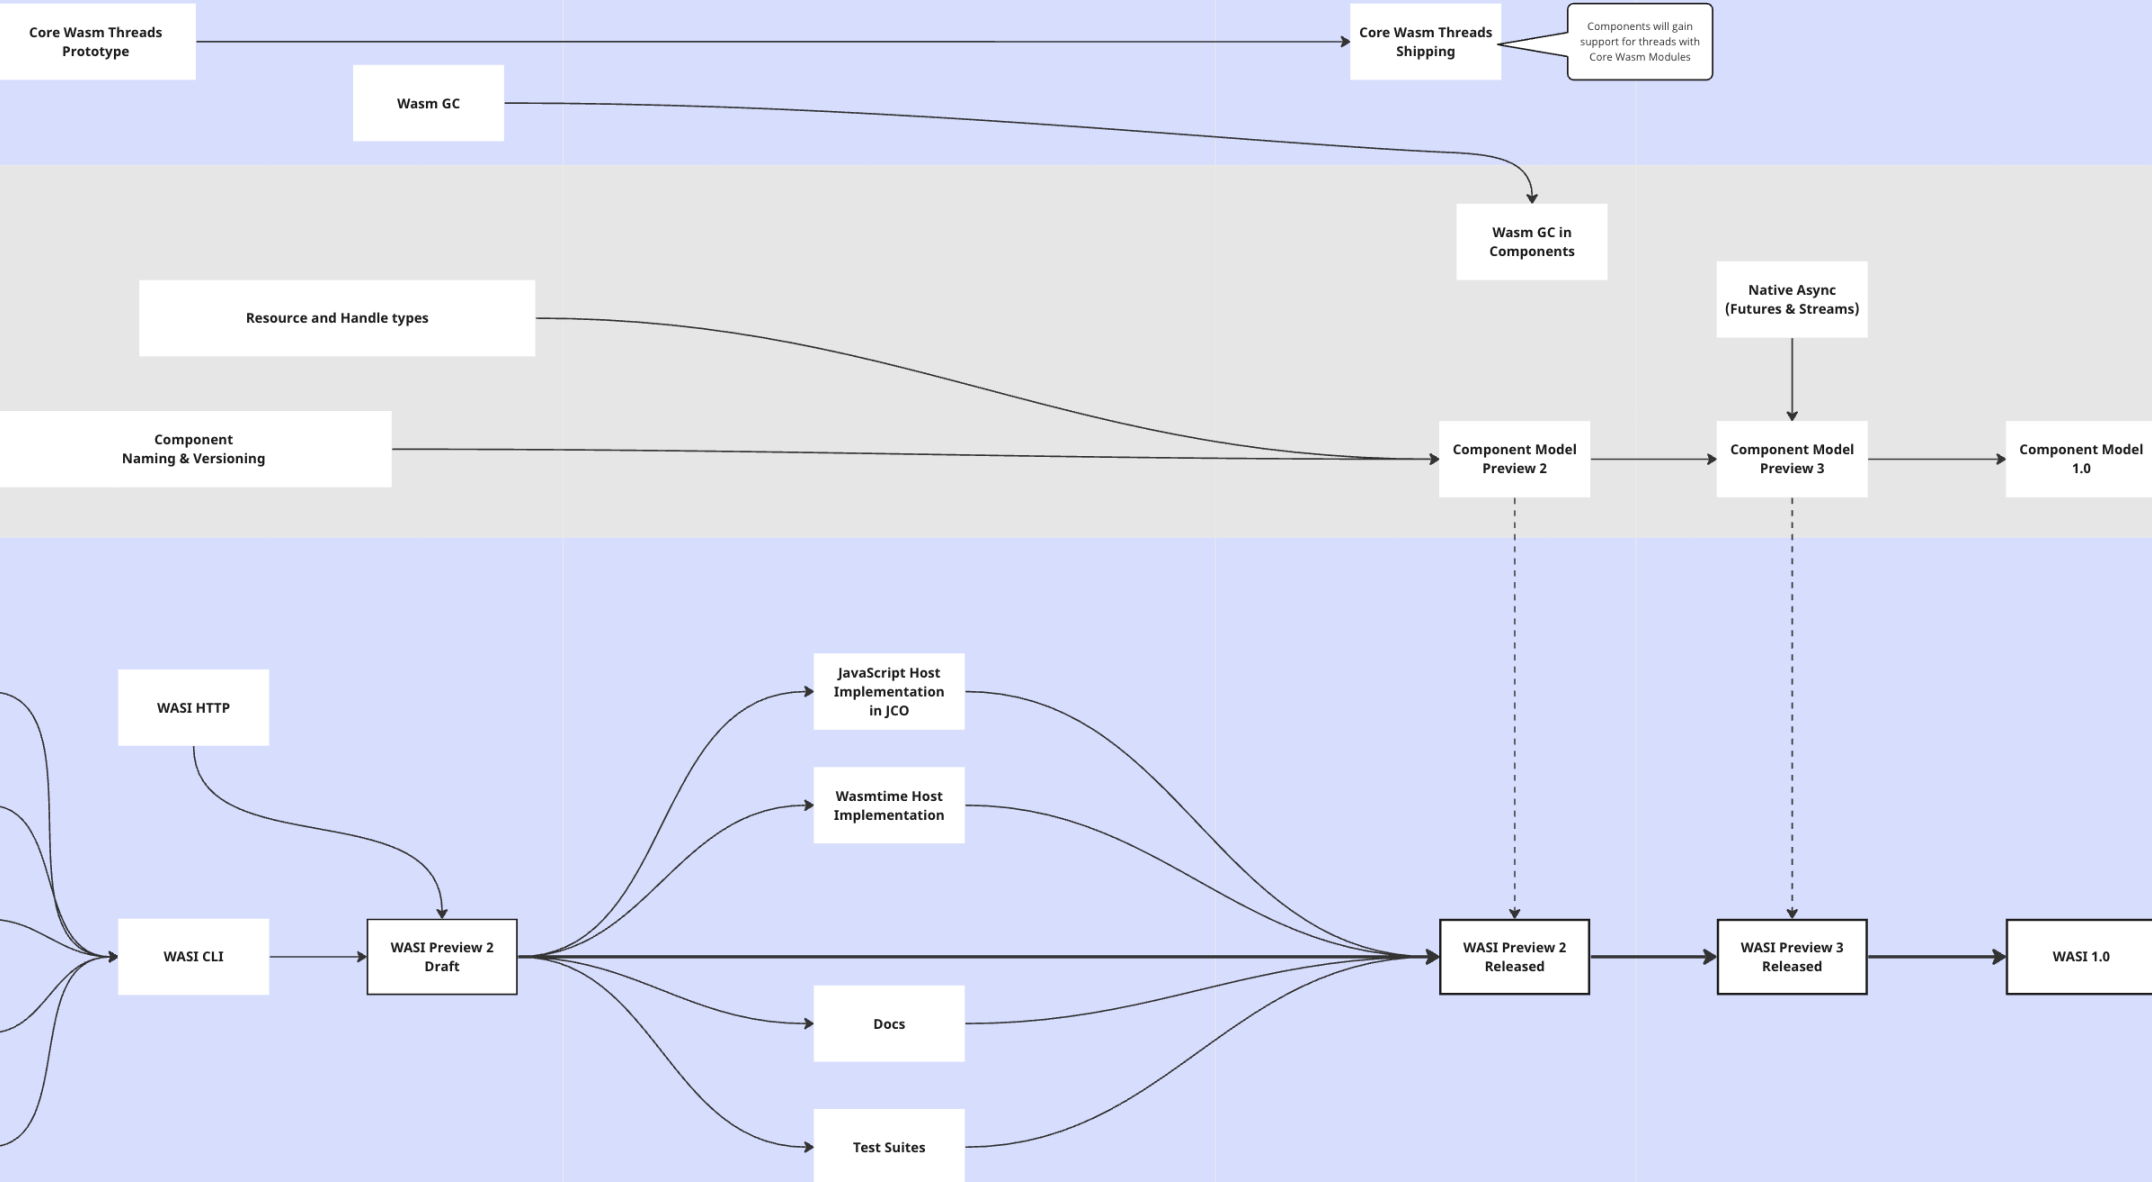 Core Wasm Threads
Prototype
Core Wasm Threads
Shipping
Components will gain
support for threads with
Core Wasm Modules
Wasm GC
Wasm GC in
Components
Native Async
(Futures & Streams)
Resource and Handle types
Component
Naming & Versioning
Component Model
Preview 2
Component Model
Preview 3
Component Model
1.0
JavaScript Host
Implementation
in JCO
WASI HTTP
Wasmtime Host
Implementation
WASI CLI
WASI Preview 2
Draft
WASI Preview 2
Released
WASI Preview 3
Released
WASI 1.0
Docs
Test Suites